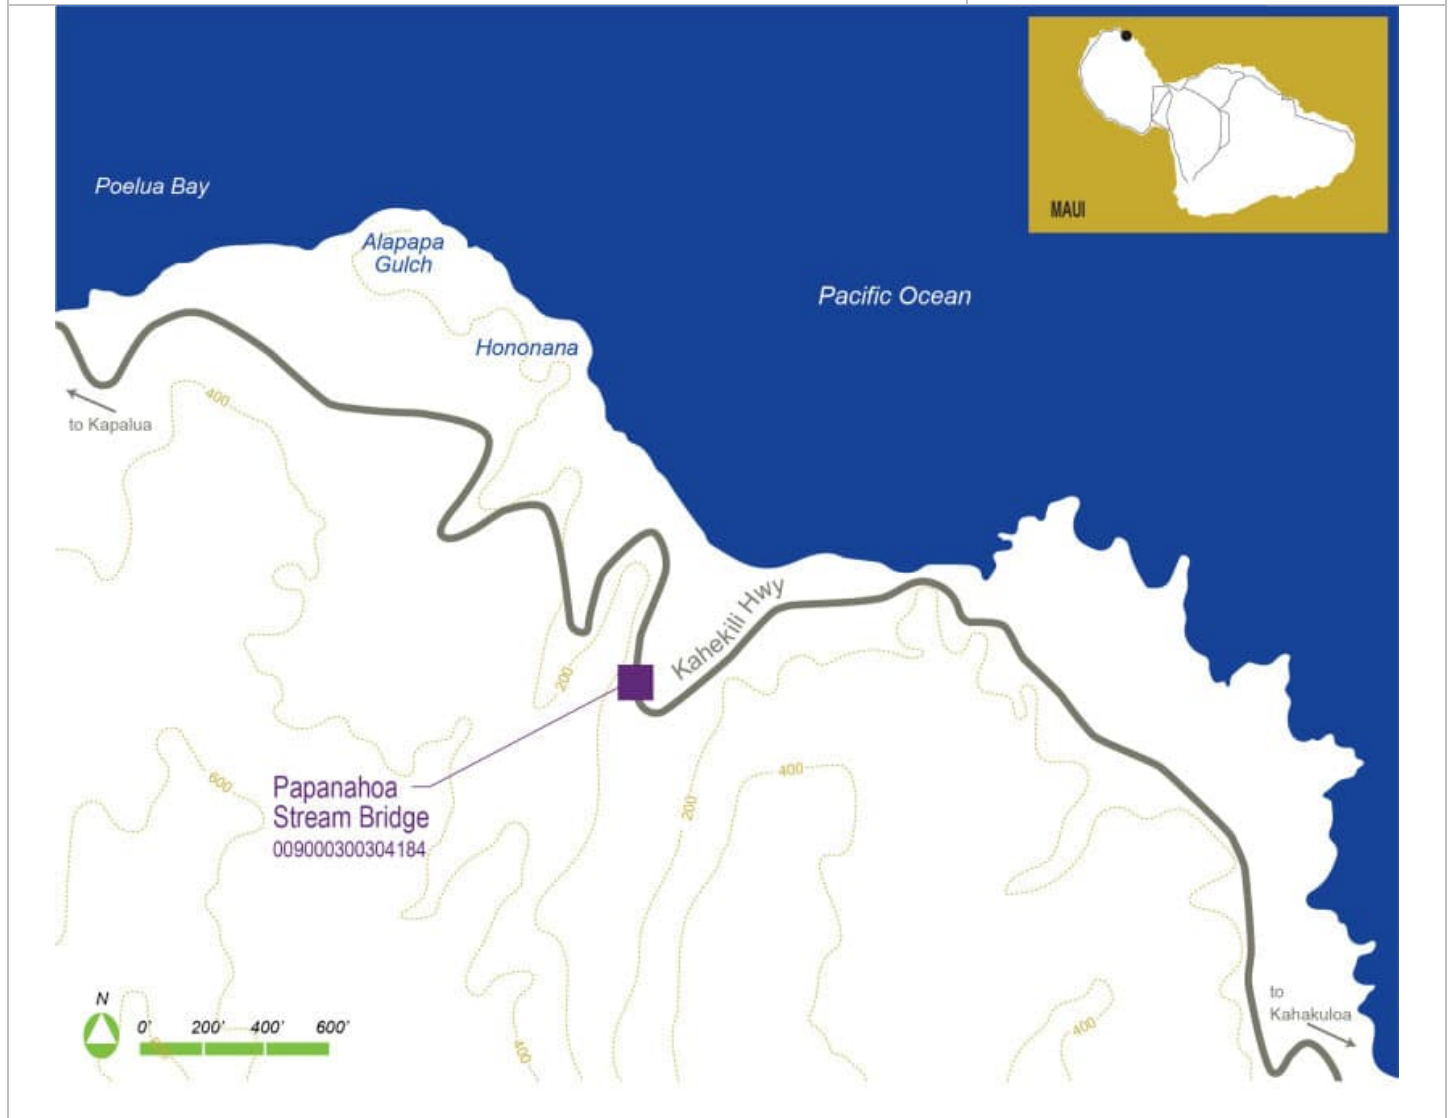 MAUI
Poelua Bay
Alapapa
Gulch
Pacific Ocean
Hononana
400
to Kapalua
Kahekili Hwy
200
600
400
200
Papanahoa
Stream Bridge
009000300304184
N
0' 200' 400' 600'
400
400
to
Kahakuloa